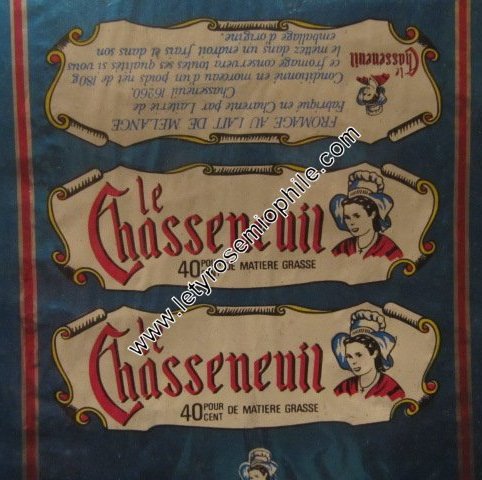 FROMAGE AU LAIT DE MELANGE
Fabriqué en Charente par Laiterie de
Chasseneuil 16260.
Conditionné en morceau d'un poids net de 180g
ce fromage conservera toutes ses qualités si vous
le mettez dans un endroit frais et dans son
embalage d'origine.
le
Chasseneuil
le
Chasseneuil
40 POUR DE MATIERE GRASSE
le
Chasseneuil
40 POUR CENT DE MATIERE GRASSE
www.letyrosemiophile.com